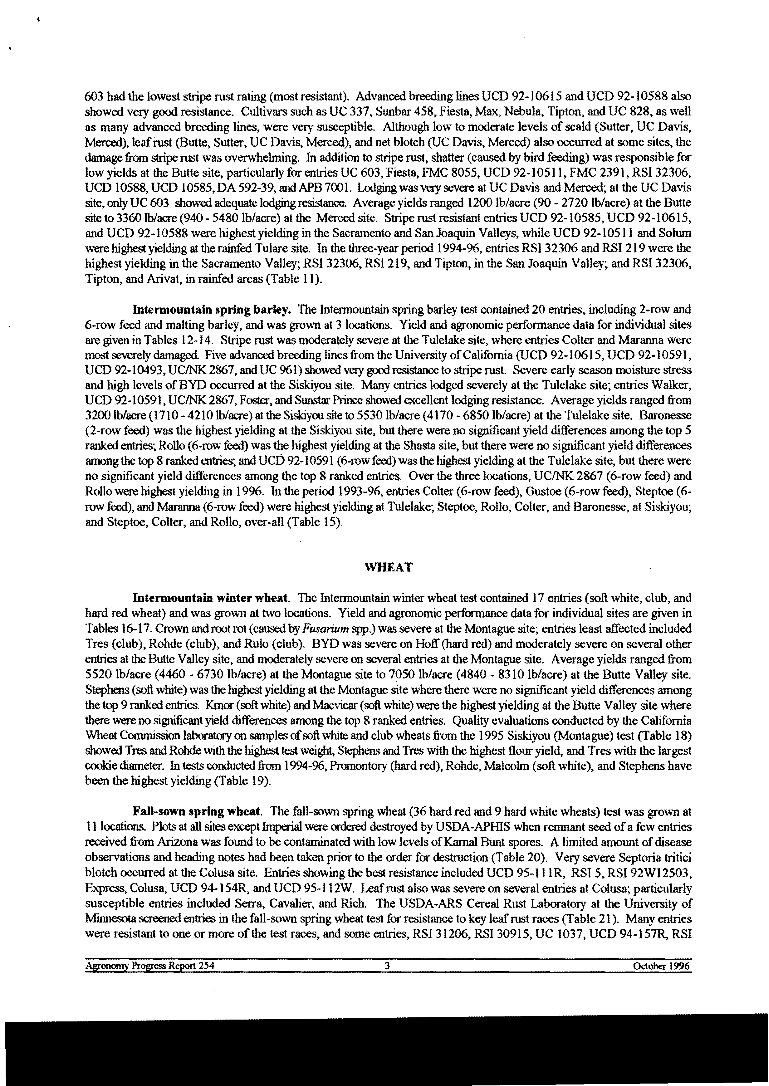 603 had the lowest stripe rust rating (most resistant). Advanced breeding lines UCD 92-10615 and UCD 92-10588 also
showed very good resistance. Cultivars such as UC 337, Sunbar 458, Fiesta, Max, Nebula, Tipton, and UC 828, as well
as many advanced breeding lines, were very susceptible. Although low to moderate levels of scald (Sutter, UC Davis,
Merced), leaf rust (Butte, Sutter, UC Davis, Merced), and net blotch (UC Davis, Merced) also occurred at some sites, the
damage from stripe rust was overwhelming. In addition to stripe rust, shatter (caused by bird feeding) was responsible for
low yields at the Butte site, particularly for entries UC 603, Fiesta, FMC 8055, UCD 92-10511, FMC 2391, RSI 32306,
UCD 10588, UCD 10585, DA 592-39, and APB 7001. Lodging was very severe at UC Davis and Merced; at the UC Davis
site, only UC 603 showed adequate lodging resistance. Average yields ranged 1200 lb/acre (90 - 2720 lb/acre) at the Butte
site to 3360 lb/acre (940 - 5480 lb/acre) at the Merced site. Stripe rust resistant entries UCD 92-10585, UCD 92-10615,
and UCD 92-10588 were highest yielding in the Sacramento and San Joaquin Valleys, while UCD 92-10511 and Solum
were highest yielding at the rainfed Tulare site. In the three-year period 1994-96, entries RSI 32306 and RSI 219 were the
highest yielding in the Sacramento Valley; RSI 32306, RSI 219, and Tipton, in the San Joaquin Valley; and RSI 32306,
Tipton, and Arivat, in rainfed areas (Table 11).
Intermountain spring barley. The Intermountain spring barley test contained 20 entries, including 2-row and
6-row feed and malting barley, and was grown at 3 locations. Yield and agronomic performance data for individual sites
are given in Tables 12-14. Stripe rust was moderately severe at the Tulelake site, where entries Colter and Maranna were
most severely damaged. Five advanced breeding lines from the University of California (UCD 92-10615, UCD 92-10591,
UCD 92-10493, UC/NK 2867, and UC 961) showed very good resistance to stripe rust. Severe early season moisture stress
and high levels of BYD occurred at the Siskiyou site. Many entries lodged severely at the Tulelake site; entries Walker,
UCD 92-10591, UC/NK 2867, Foster, and Sunstar Prince showed excellent lodging resistance. Average yields ranged from
3200 lb/acre (1710 - 4210 lb/acre) at the Siskiyou site to 5530 lb/acre (4170 - 6850 lb/acre) at the Tulelake site. Baronesse
(2-row feed) was the highest yielding at the Siskiyou site, but there were no significant yield differences among the top 5
ranked entries; Rollo (6-row feed) was the highest yielding at the Shasta site, but there were no significant yield differences
among the top 8 ranked entries; and UCD 92-10591 (6-row feed) was the highest yielding at the Tulelake site, but there were
no significant yield differences among the top 8 ranked entries. Over the three locations, UC/NK 2867 (6-row feed) and
Rollo were highest yielding in 1996. In the period 1993-96, entries Colter (6-row feed), Gustoe (6-row feed), Steptoe (6-
row feed), and Maranna (6-row feed) were highest yielding at Tulelake; Steptoe, Rollo, Colter, and Baronesse, at Siskiyou;
and Steptoe, Colter, and Rollo, over-all (Table 15).
WHEAT
Intermountain winter wheat. The Intermountain winter wheat test contained 17 entries (soft white, club, and
hard red wheat) and was grown at two locations. Yield and agronomic performance data for individual sites are given in
Tables 16-17. Crown and root rot (caused by Fusarium spp.) was severe at the Montague site; entries least affected included
Tres (club), Rohde (club), and Rulo (club). BYD was severe on Hoff (hard red) and moderately severe on several other
entries at the Butte Valley site, and moderately severe on several entries at the Montague site. Average yields ranged from
5520 lb/acre (4460 - 6730 lb/acre) at the Montague site to 7050 lb/acre (4840 - 8310 lb/acre) at the Butte Valley site.
Stephens (soft white) was the highest yielding at the Montague site where there were no significant yield differences among
the top 9 ranked entries. Kmor (soft white) and Macvicar (soft white) were the highest yielding at the Butte Valley site where
there were no significant yield differences among the top 8 ranked entries. Quality evaluations conducted by the California
Wheat Commission laboratory on samples of soft white and club wheats from the 1995 Siskiyou (Montague) test (Table 18)
showed Tres and Rohde with the highest test weight, Stephens and Tres with the highest flour yield, and Tres with the largest
cookie diameter. In tests conducted from 1994-96, Promontory (hard red), Rohde, Malcolm (soft white), and Stephens have
been the highest yielding (Table 19).
Fall-sown spring wheat. The fall-sown spring wheat (36 hard red and 9 hard white wheats) test was grown at
11 locations. Plots at all sites except Imperial were ordered destroyed by USDA-APHIS when remnant seed of a few entries
received from Arizona was found to be contaminated with low levels of Karnal Bunt spores. A limited amount of disease
observations and heading notes had been taken prior to the order for destruction (Table 20). Very severe Septoria tritici
blotch occurred at the Colusa site. Entries showing the best resistance included UCD 95-111R, RSI 5, RSI 92W12503,
Express, Colusa, UCD 94-154R, and UCD 95-112W. Leaf rust also was severe on several entries at Colusa; particularly
susceptible entries included Serra, Cavalier, and Rich. The USDA-ARS Cereal Rust Laboratory at the University of
Minnesota screened entries in the fall-sown spring wheat test for resistance to key leaf rust races (Table 21). Many entries
were resistant to one or more of the test races, and some entries, RSI 31206, RSI 30915, UC 1037, UCD 94-157R, RSI
Agronomy Progress Report 254 3 October 1996